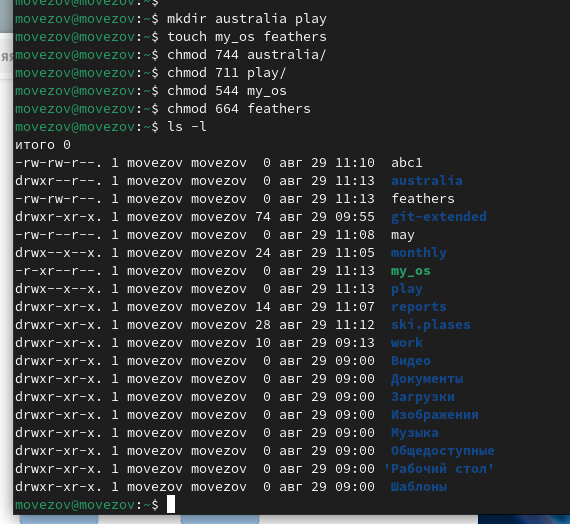 movezov@movezov:~$
movezov@movezov:~$ mkdir australia play
movezov@movezov:~$ touch my_os feathers
movezov@movezov:~$ chmod 744 australia/
movezov@movezov:~$ chmod 711 play/
movezov@movezov:~$ chmod 544 my_os
movezov@movezov:~$ chmod 664 feathers
movezov@movezov:~$ ls -l
итого 0
-rw-rw-r--. 1 movezov movezov  0 авг 29 11:10  abc1
drwxr--r--. 1 movezov movezov  0 авг 29 11:13  australia
-rw-rw-r--. 1 movezov movezov  0 авг 29 11:13  feathers
drwxr-xr-x. 1 movezov movezov 74 авг 29 09:55  git-extended
-rw-r--r--. 1 movezov movezov  0 авг 29 11:08  may
drwx--x--x. 1 movezov movezov 24 авг 29 11:05  monthly
-r-xr--r--. 1 movezov movezov  0 авг 29 11:13  my_os
drwx--x--x. 1 movezov movezov  0 авг 29 11:13  play
drwxr-xr-x. 1 movezov movezov 14 авг 29 11:07  reports
drwxr-xr-x. 1 movezov movezov 28 авг 29 11:12  ski.plases
drwxr-xr-x. 1 movezov movezov 10 авг 29 09:13  work
drwxr-xr-x. 1 movezov movezov  0 авг 29 09:00  Видео
drwxr-xr-x. 1 movezov movezov  0 авг 29 09:00  Документы
drwxr-xr-x. 1 movezov movezov  0 авг 29 09:00  Загрузки
drwxr-xr-x. 1 movezov movezov  0 авг 29 09:00  Изображения
drwxr-xr-x. 1 movezov movezov  0 авг 29 09:00  Музыка
drwxr-xr-x. 1 movezov movezov  0 авг 29 09:00  Общедоступные
drwxr-xr-x. 1 movezov movezov  0 авг 29 09:00 'Рабочий стол'
drwxr-xr-x. 1 movezov movezov  0 авг 29 09:00  Шаблоны
movezov@movezov:~$